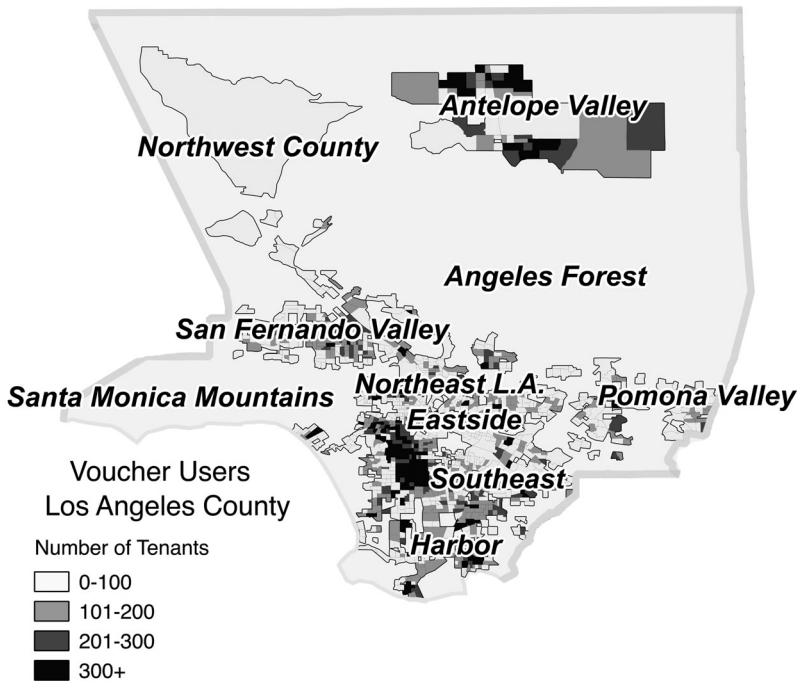 Antelope Valley
Northwest County
Angeles Forest
San Fernando Valley
Northeast L.A.
Santa Monica Mountains
Pomona Valley
Eastside
Southeast
Harbor
Voucher Users
Los Angeles County
Number of Tenants
0-100
101-200
201-300
300+